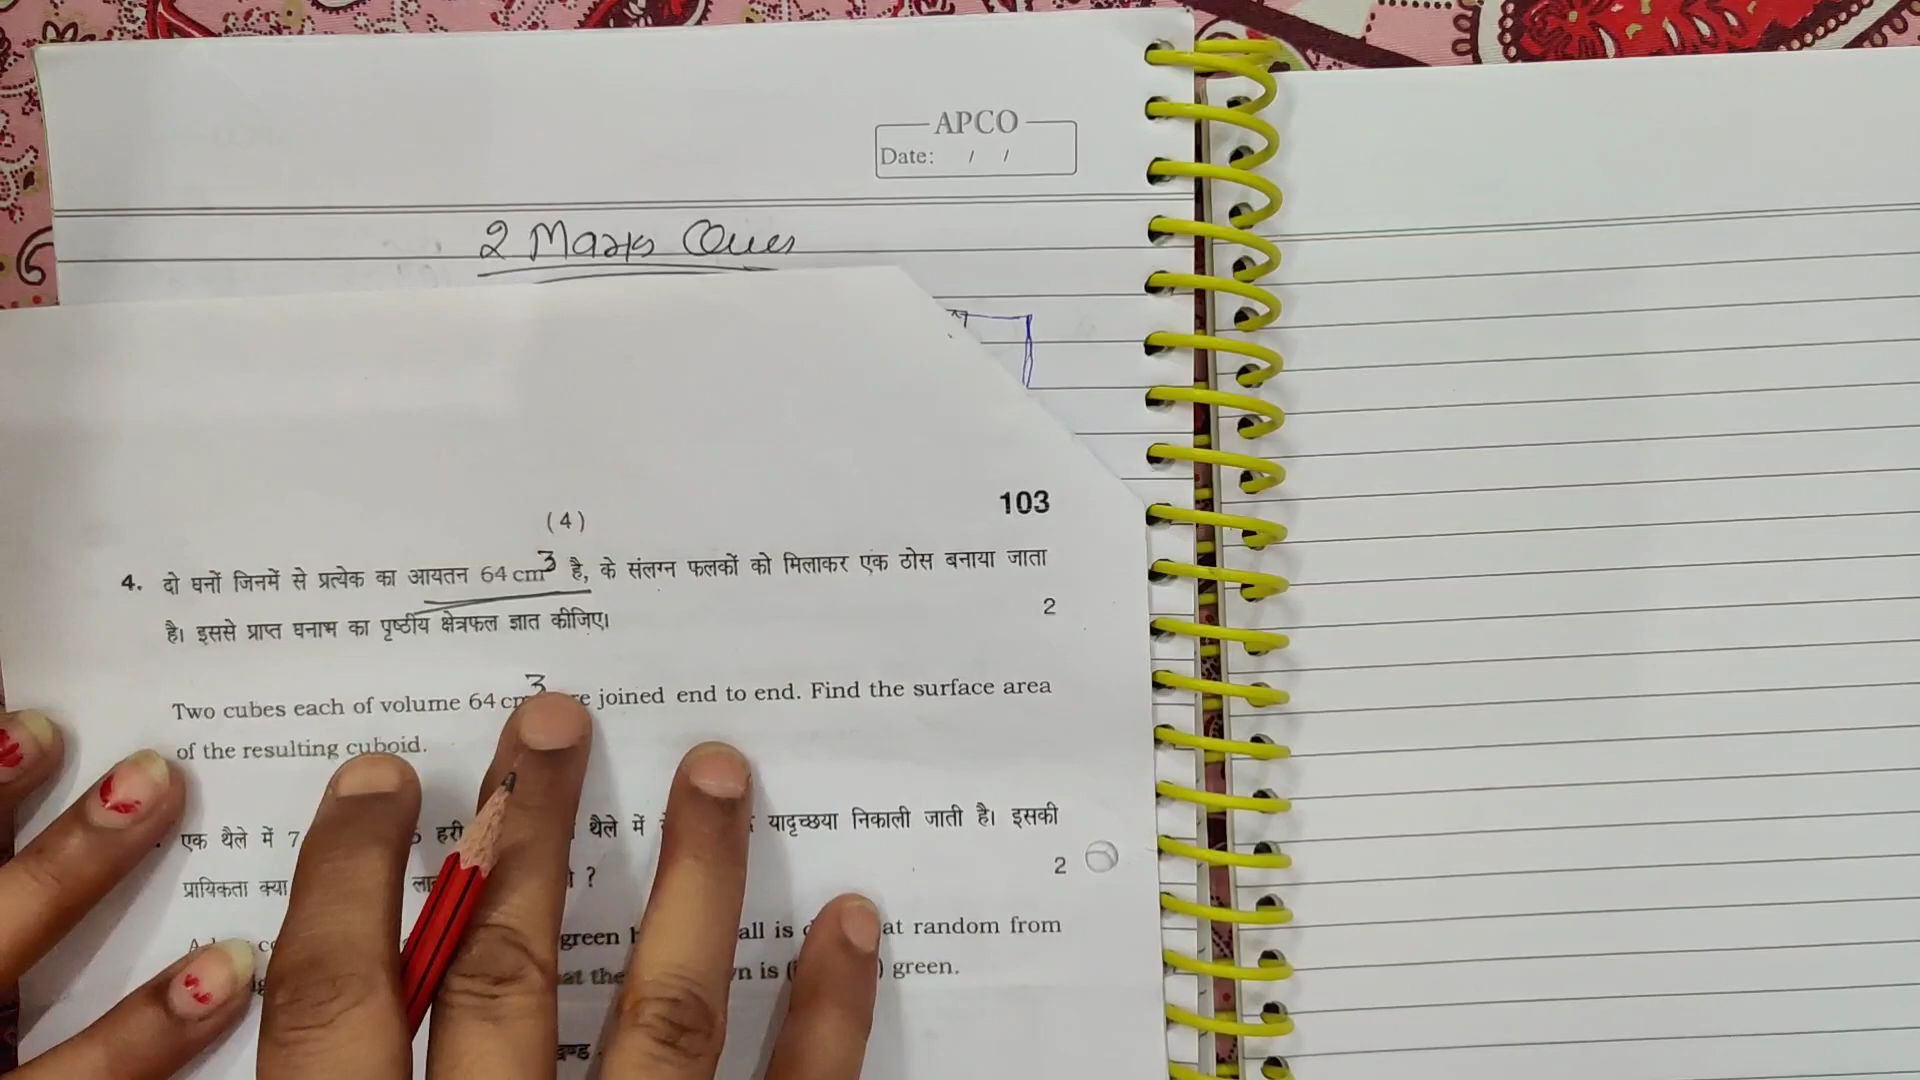 APCO
Date: / /
2 Marks Ques
103
(4)
4. दो घनों जिनमें से प्रत्येक का आयतन 64 cm³ है, के संलग्न फलकों को मिलाकर एक ठोस बनाया जाता
है। इससे प्राप्त घनाभ का पृष्ठीय क्षेत्रफल ज्ञात कीजिए।
2
Two cubes each of volume 64 cm³ joined end to end. Find the surface area
of the resulting cuboid.
एक थैले में 7 हरी थैले में यादृच्छया निकाली जाती है। इसकी
प्रायिकता क्या ?
2
green all is at random from
at the is ( ) green.